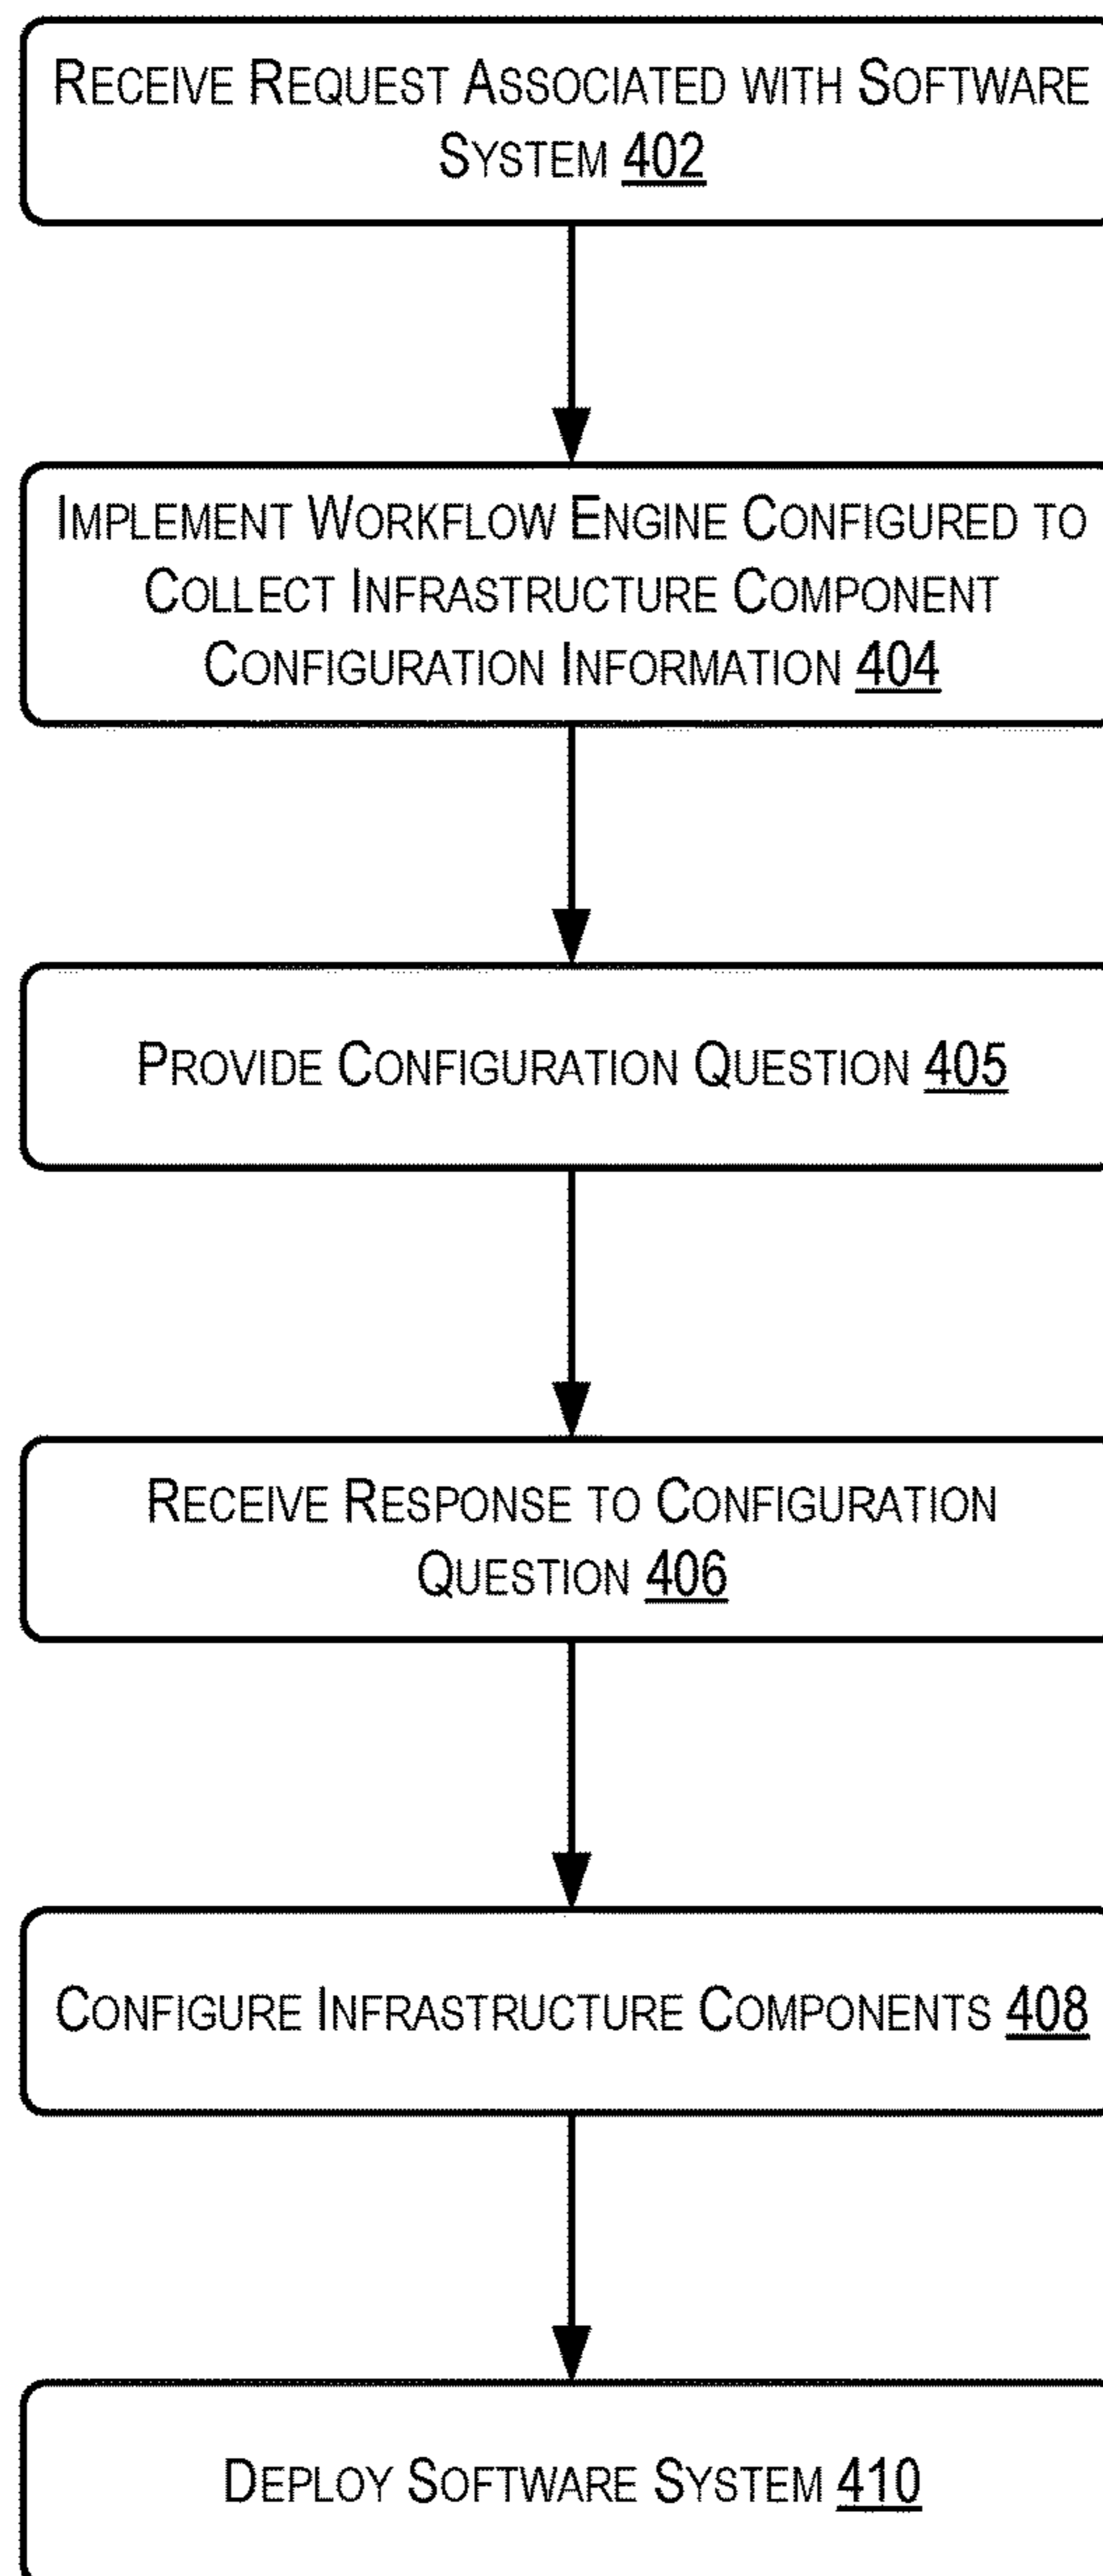 RECEIVE REQUEST ASSOCIATED WITH SOFTWARE
SYSTEM 402
IMPLEMENT WORKFLOW ENGINE CONFIGURED TO
COLLECT INFRASTRUCTURE COMPONENT
CONFIGURATION INFORMATION 404
PROVIDE CONFIGURATION QUESTION 405
RECEIVE RESPONSE TO CONFIGURATION
QUESTION 406
CONFIGURE INFRASTRUCTURE COMPONENTS 408
DEPLOY SOFTWARE SYSTEM 410